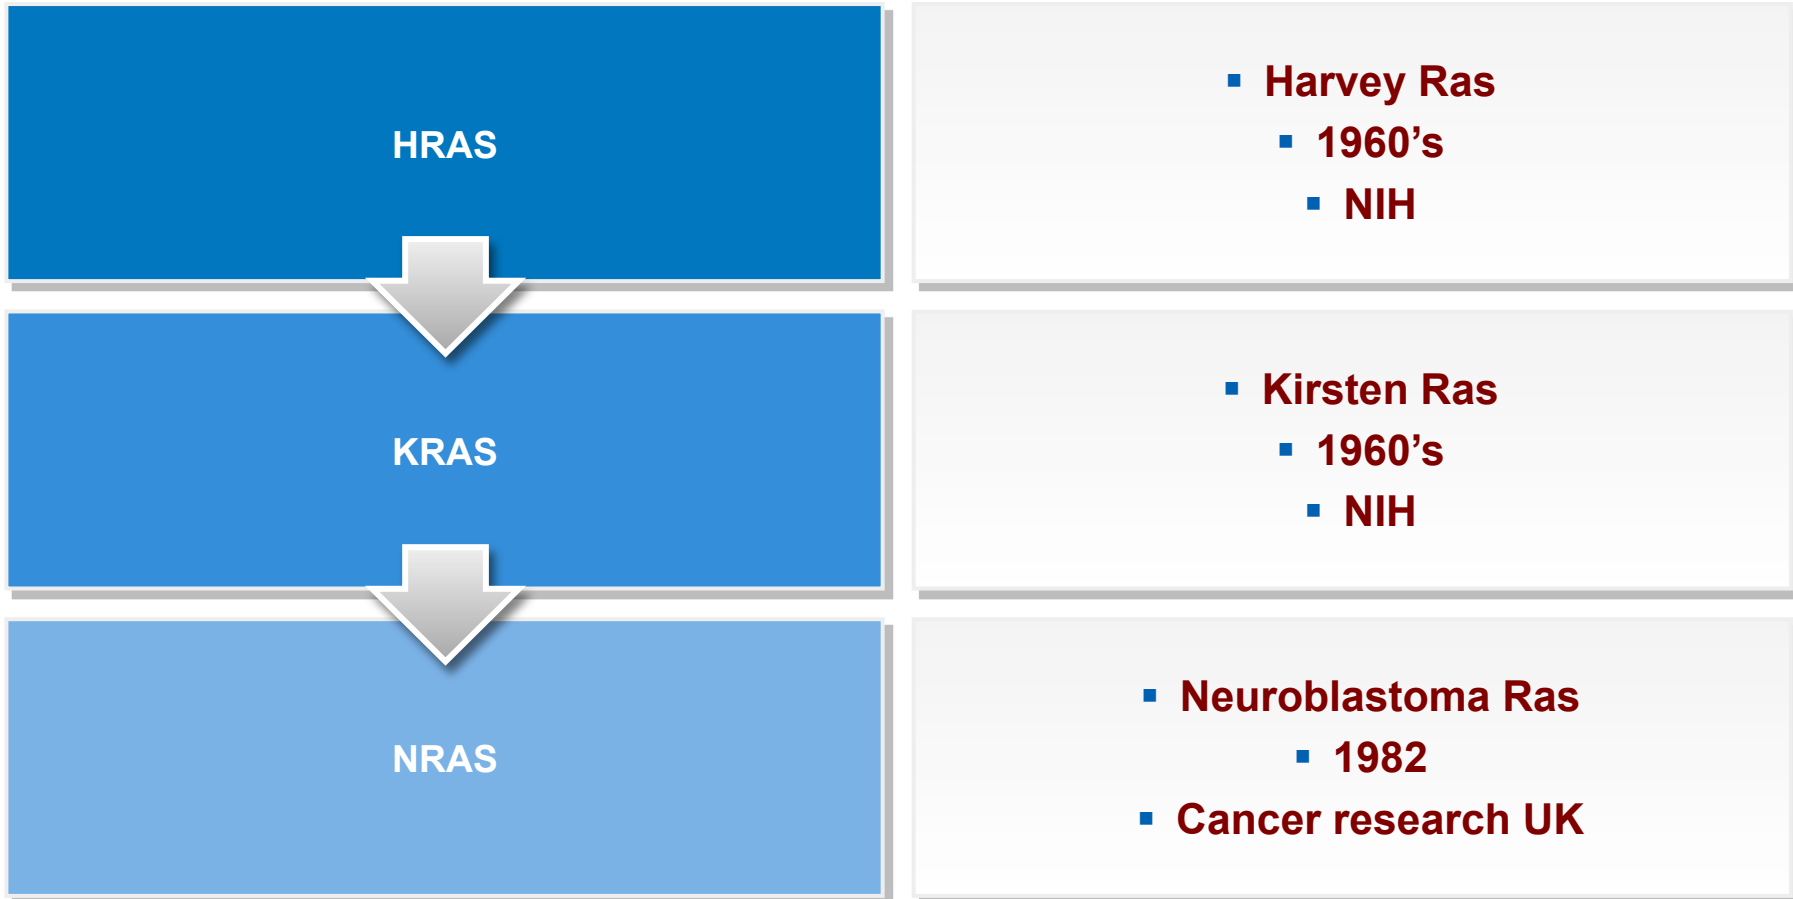 HRAS
▪ Harvey Ras
▪ 1960’s
▪ NIH
KRAS
▪ Kirsten Ras
▪ 1960’s
▪ NIH
NRAS
▪ Neuroblastoma Ras
▪ 1982
▪ Cancer research UK